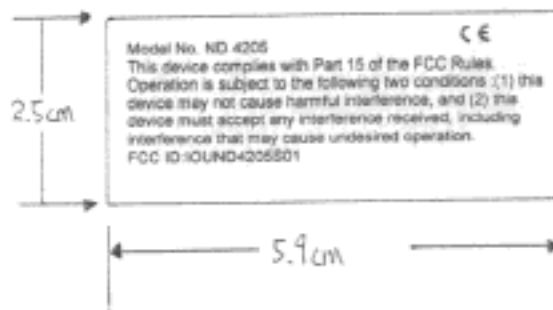 CE
Model No. ND 4205
This device complies with Part 15 of the FCC Rules.
Operation is subject to the following two conditions :(1) this
device may not cause harmful interference, and (2) this
device must accept any interference received, including
interference that may cause undesired operation.
FCC ID:IOUND4205S01
2.5cm
5.9cm